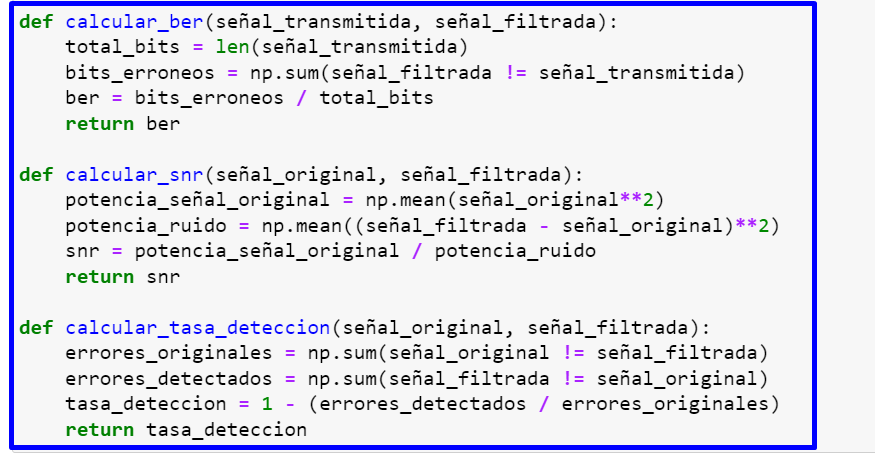 def calcular_ber(señal_transmitida, señal_filtrada):
    total_bits = len(señal_transmitida)
    bits_erroneos = np.sum(señal_filtrada != señal_transmitida)
    ber = bits_erroneos / total_bits
    return ber

def calcular_snr(señal_original, señal_filtrada):
    potencia_señal_original = np.mean(señal_original**2)
    potencia_ruido = np.mean((señal_filtrada - señal_original)**2)
    snr = potencia_señal_original / potencia_ruido
    return snr

def calcular_tasa_deteccion(señal_original, señal_filtrada):
    errores_originales = np.sum(señal_original != señal_filtrada)
    errores_detectados = np.sum(señal_filtrada != señal_original)
    tasa_deteccion = 1 - (errores_detectados / errores_originales)
    return tasa_deteccion